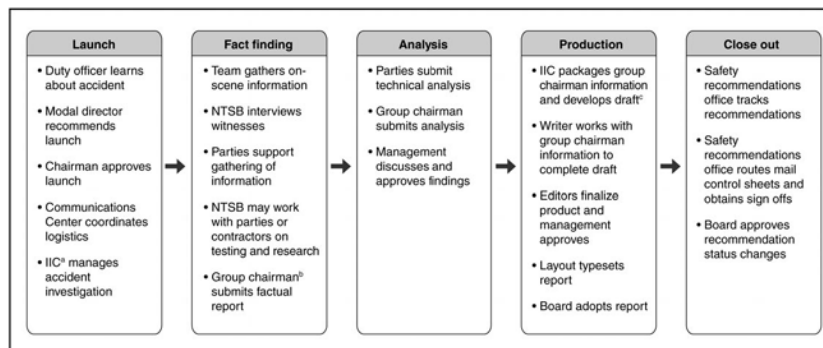 Launch
• Duty officer learns
about accident
• Modal director
recommends
launch
• Chairman approves
launch
• Communications
Center coordinates
logistics
• IICᵃ manages
accident
investigation
Fact finding
• Team gathers on-
scene information
• NTSB interviews
witnesses
• Parties support
gathering of
information
• NTSB may work
with parties or
contractors on
testing and research
• Group chairmanᵇ
submits factual
report
Analysis
• Parties submit
technical analysis
• Group chairman
submits analysis
• Management
discusses and
approves findings
Production
• IIC packages group
chairman information
and develops draftᶜ
• Writer works with
group chairman
information to
complete draft
• Editors finalize
product and
management
approves
• Layout typesets
report
• Board adopts report
Close out
• Safety
recommendations
office tracks
recommendations
• Safety
recommendations
office routes mail
control sheets and
obtains sign offs
• Board approves
recommendation
status changes